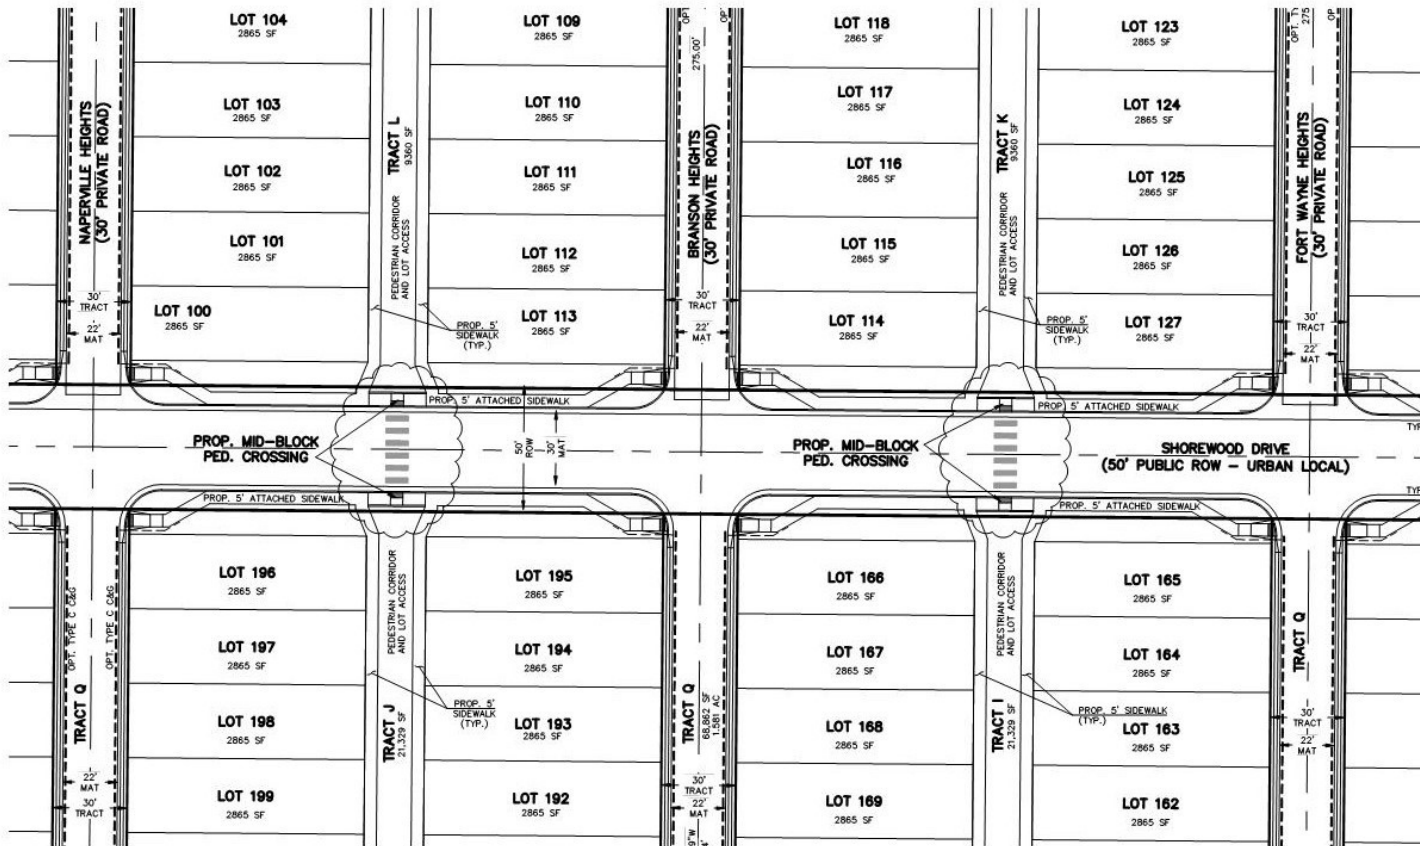 LOT 104
2865 SF
LOT 109
2865 SF
275.00'
LOT 118
2865 SF
LOT 123
2865 SF
LOT 103
2865 SF
LOT 110
2865 SF
LOT 117
2865 SF
LOT 124
2865 SF
NAPERVILLE HEIGHTS
(30' PRIVATE ROAD)
TRACT L
9360 SF
BRANSON HEIGHTS
(30' PRIVATE ROAD)
TRACT K
9360 SF
FORT WAYNE HEIGHTS
(30' PRIVATE ROAD)
LOT 102
2865 SF
LOT 111
2865 SF
LOT 116
2865 SF
LOT 125
2865 SF
LOT 101
2865 SF
PEDESTRIAN CORRIDOR
AND LOT ACCESS
LOT 112
2865 SF
LOT 115
2865 SF
PEDESTRIAN CORRIDOR
AND LOT ACCESS
LOT 126
2865 SF
30'
TRACT
22'
MAT
LOT 100
2865 SF
PROP. 5'
SIDEWALK
(TYP.)
LOT 113
2865 SF
30'
TRACT
22'
MAT
LOT 114
2865 SF
PROP. 5'
SIDEWALK
(TYP.)
LOT 127
2865 SF
30'
TRACT
22'
MAT
PROP. 5' ATTACHED SIDEWALK
PROP. 5' ATTACHED SIDEWALK
PROP. MID-BLOCK
PED. CROSSING
50'
ROW
30'
MAT
PROP. MID-BLOCK
PED. CROSSING
SHOREWOOD DRIVE
(50' PUBLIC ROW - URBAN LOCAL)
TYP
TYP
PROP. 5' ATTACHED SIDEWALK
PROP. 5' ATTACHED SIDEWALK
OPT. TYPE C C&G
OPT. TYPE C C&G
LOT 196
2865 SF
PEDESTRIAN CORRIDOR
AND LOT ACCESS
LOT 195
2865 SF
LOT 166
2865 SF
PEDESTRIAN CORRIDOR
AND LOT ACCESS
LOT 165
2865 SF
LOT 197
2865 SF
LOT 194
2865 SF
LOT 167
2865 SF
LOT 164
2865 SF
TRACT Q
TRACT Q
LOT 198
2865 SF
TRACT J
21,329 SF
PROP. 5'
SIDEWALK
(TYP.)
LOT 193
2865 SF
TRACT Q
68,862 SF
1.581 AC
LOT 168
2865 SF
TRACT I
21,329 SF
PROP. 5' SIDEWALK
(TYP.)
LOT 163
2865 SF
30'
TRACT
22'
MAT
22'
MAT
30'
TRACT
LOT 199
2865 SF
LOT 192
2865 SF
30'
TRACT
22'
MAT
LOT 169
2865 SF
LOT 162
2865 SF